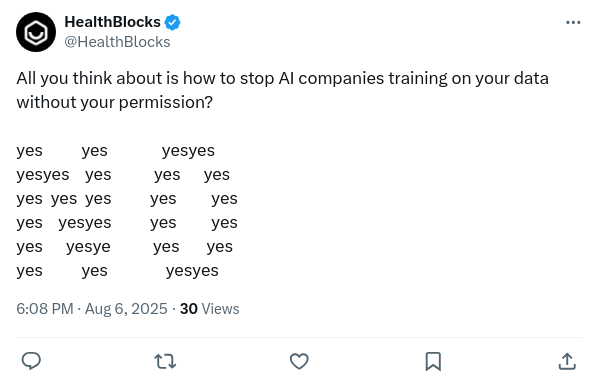 HealthBlocks
@HealthBlocks
All you think about is how to stop AI companies training on your data
without your permission?
yes yes yesyes
yesyes yes yes yes
yes yes yes yes yes
yes yesyes yes yes
yes yesye yes yes
yes yes yesyes
6:08 PM · Aug 6, 2025 · 30 Views